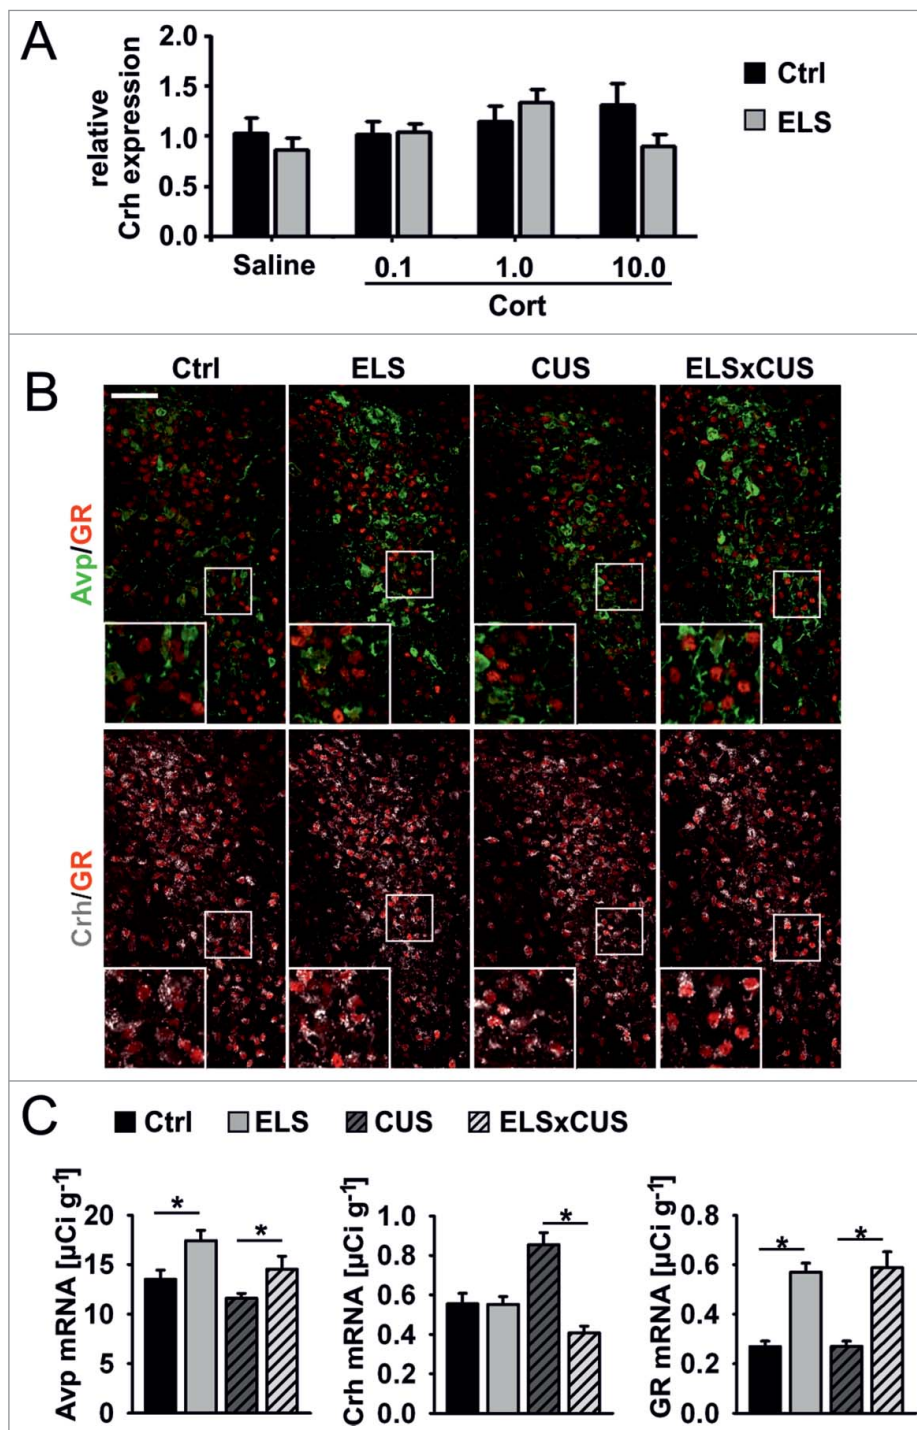 A
relative
Crh expression
2.0
1.5
1.0
0.5
0.0
Ctrl
ELS
Saline
0.1 1.0 10.0
Cort
B
Ctrl ELS CUS ELSxCUS
Avp/GR
Crh/GR
C
Ctrl ELS CUS ELSxCUS
Avp mRNA [µCi g⁻¹]
20
15
10
5
0
* *
Crh mRNA [µCi g⁻¹]
1.0
0.8
0.6
0.4
0.2
0.0
*
GR mRNA [µCi g⁻¹]
0.8
0.6
0.4
0.2
0.0
* *